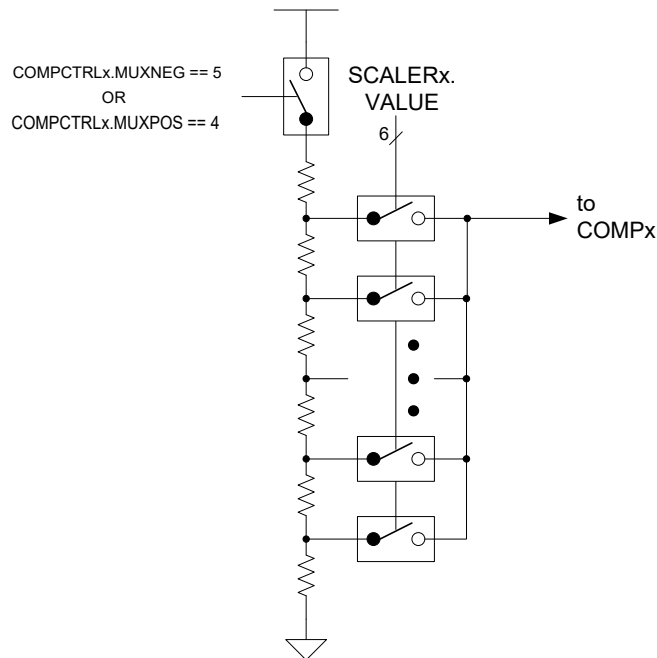 COMPCTRLx.MUXNEG == 5
OR
COMPCTRLx.MUXPOS == 4
SCALERx.
VALUE
6
to
COMPx